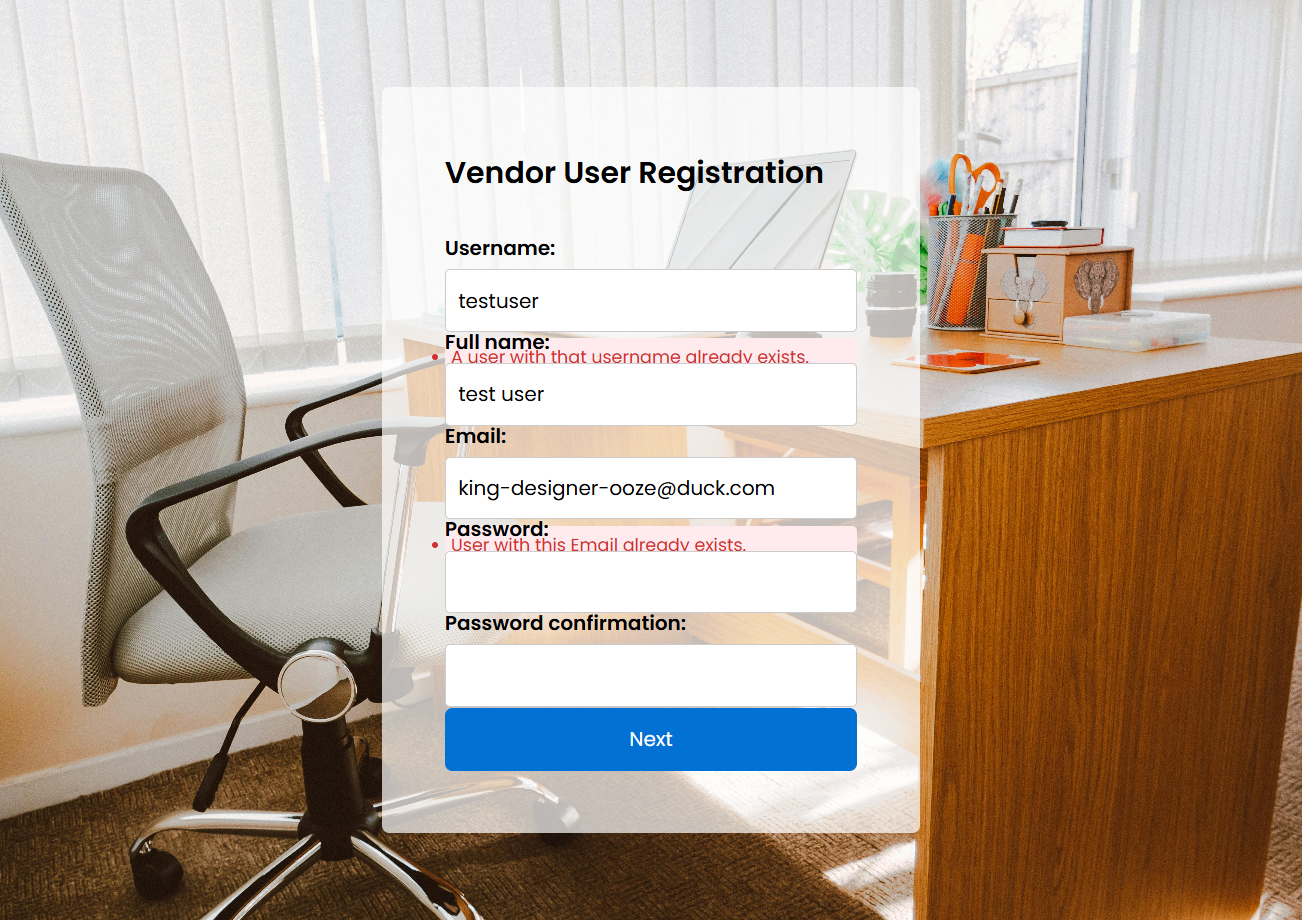 Vendor User Registration
Username:
testuser
Full name:
A user with that username already exists.
test user
Email:
king-designer-ooze@duck.com
Password:
User with this Email already exists.
Password confirmation:
Next